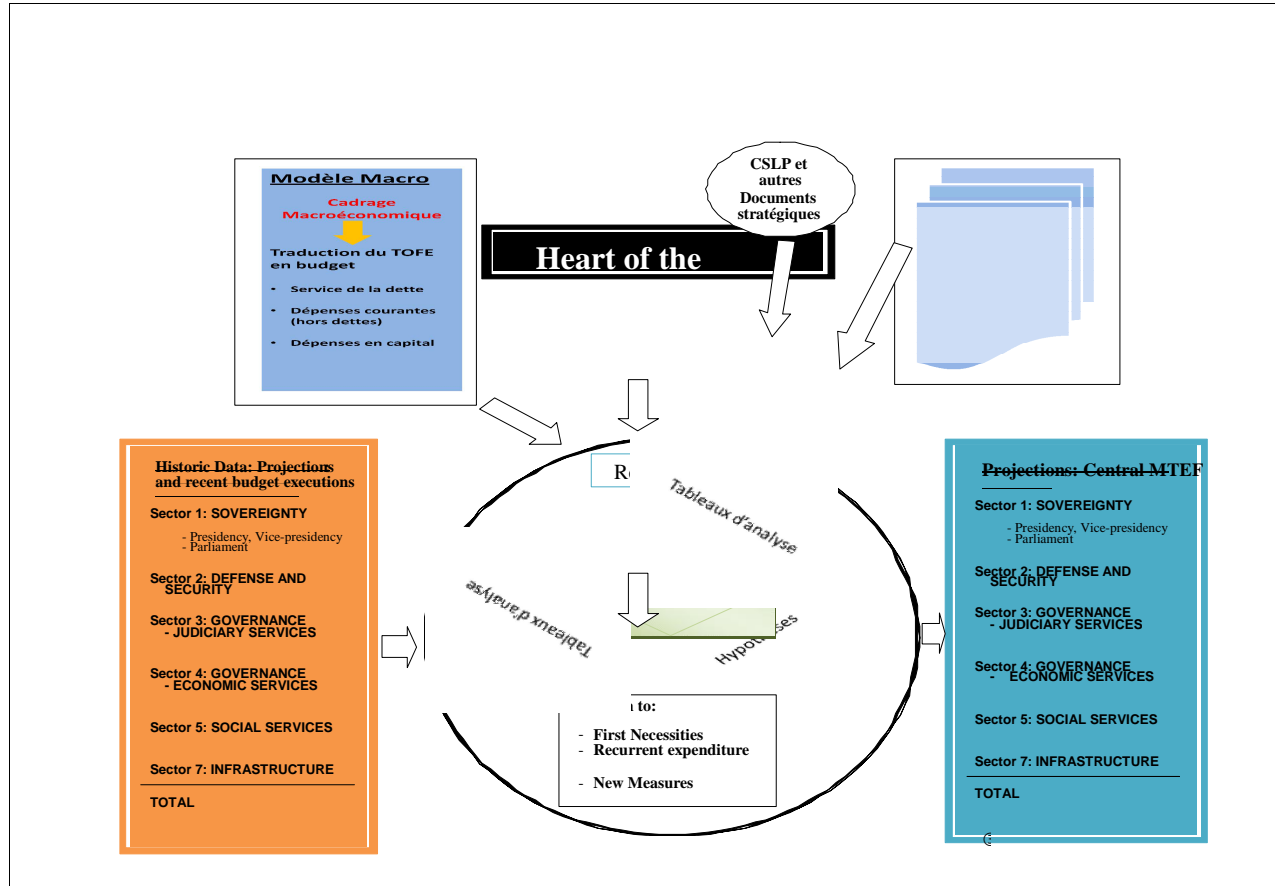 CSLP et
autres
Documents
stratégiques
Modèle Macro
Cadrage
Macroéconomique
Traduction du TOFE
en budget
• Service de la dette
• Dépenses courantes
(hors dettes)
• Dépenses en capital
Heart of the
Historic Data: Projections
and recent budget executions
Sector 1: SOVEREIGNTY
- Presidency, Vice-presidency
- Parliament
Sector 2: DEFENSE AND
SECURITY
Sector 3: GOVERNANCE
- JUDICIARY SERVICES
Sector 4: GOVERNANCE
- ECONOMIC SERVICES
Sector 5: SOCIAL SERVICES
Sector 7: INFRASTRUCTURE
TOTAL
Tableaux d'analyse
Tableaux d'analyse
to:
- First Necessities
- Recurrent expenditure
- New Measures
Projections: Central MTEF
Sector 1: SOVEREIGNTY
- Presidency, Vice-presidency
- Parliament
Sector 2: DEFENSE AND
SECURITY
Sector 3: GOVERNANCE
- JUDICIARY SERVICES
Sector 4: GOVERNANCE
- ECONOMIC SERVICES
Sector 5: SOCIAL SERVICES
Sector 7: INFRASTRUCTURE
TOTAL